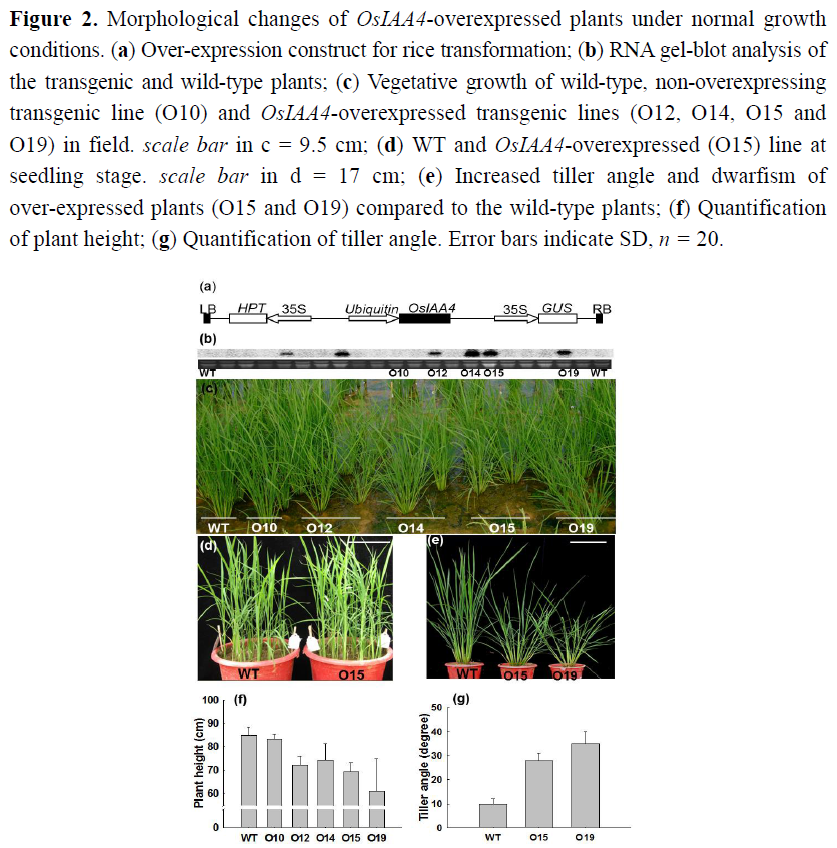 Figure 2. Morphological changes of OsIAA4-overexpressed plants under normal growth
conditions. (a) Over-expression construct for rice transformation; (b) RNA gel-blot analysis of
the transgenic and wild-type plants; (c) Vegetative growth of wild-type, non-overexpressing
transgenic line (O10) and OsIAA4-overexpressed transgenic lines (O12, O14, O15 and
O19) in field. scale bar in c = 9.5 cm; (d) WT and OsIAA4-overexpressed (O15) line at
seedling stage. scale bar in d = 17 cm; (e) Increased tiller angle and dwarfism of
over-expressed plants (O15 and O19) compared to the wild-type plants; (f) Quantification
of plant height; (g) Quantification of tiller angle. Error bars indicate SD, n = 20.
(a)
LB HPT 35S Ubiquitin OsIAA4 35S GUS RB
(b)
WT O10 O12 O14 O15 O19 WT
(c)
WT O10 O12 O14 O15 O19
(d)
WT O15
(e)
WT O15 O19
(f)
Plant height (cm)
100
90
80
70
60
0
WT O10 O12 O14 O15 O19
(g)
Tiller angle (degree)
50
40
30
20
10
0
WT O15 O19